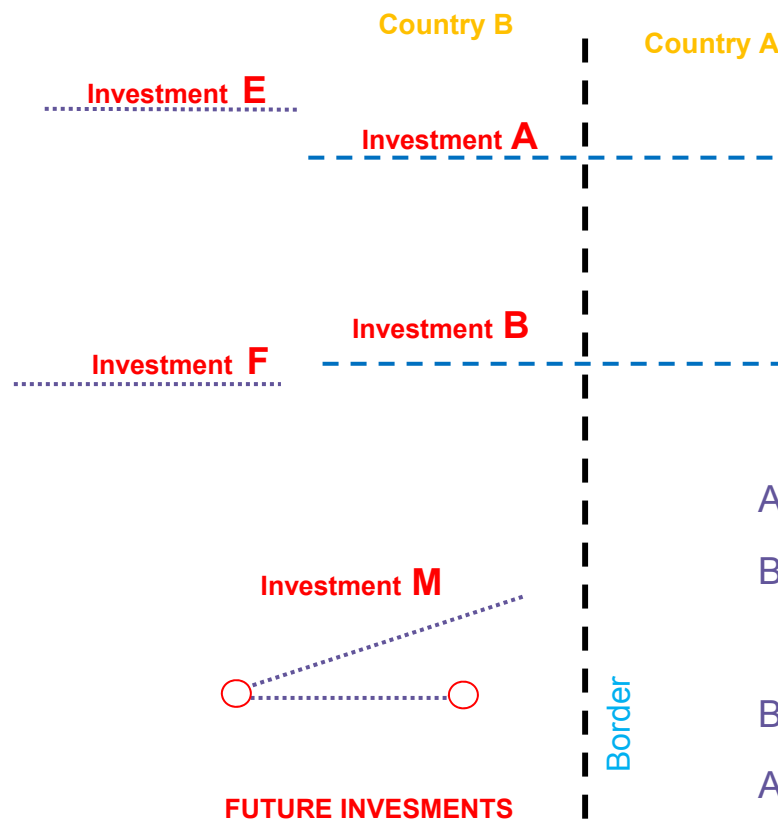 Country B
Country A
Investment E
Investment A
Investment B
Investment F
A
B
Investment M
Border
B
A
FUTURE INVESMENTS